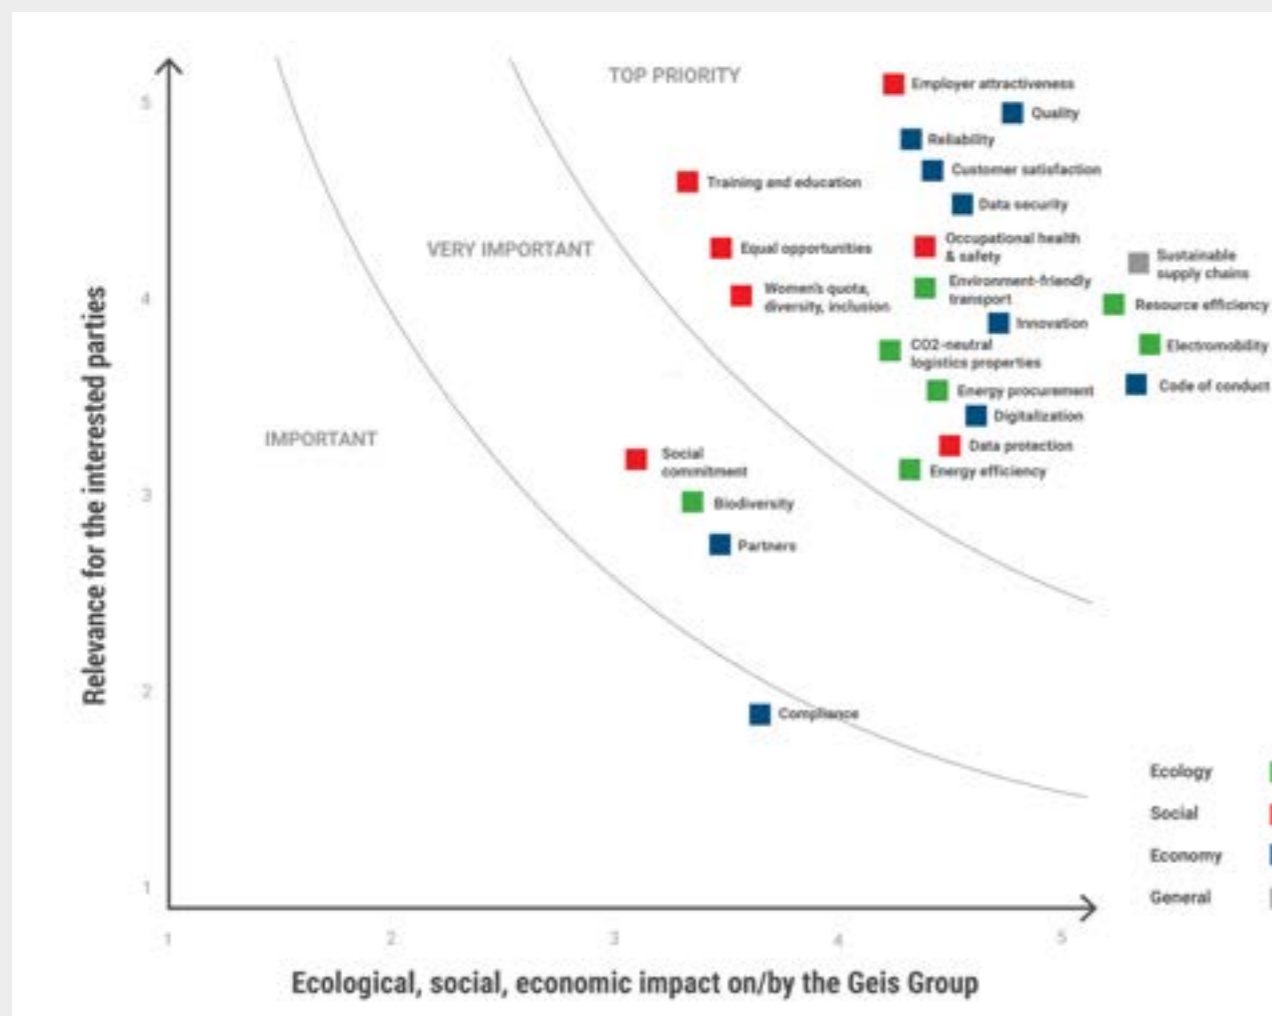 TOP PRIORITY
Employer attractiveness
5
Quality
Reliability
Customer satisfaction
Training and education
Data security
Occupational health
& safety
Equal opportunities
VERY IMPORTANT
Sustainable
supply chains
Environment-friendly
transport
Women's quota,
diversity, inclusion
4
Resource efficiency
Innovation
CO2-neutral
logistics properties
Electromobility
Code of conduct
Energy procurement
Digitalization
IMPORTANT
Data protection
Social
commitment
Energy efficiency
3
Biodiversity
Partners
Relevance for the interested parties
2
Compliance
Ecology
Social
Economy
1
General
1
2
3
4
5
Ecological, social, economic impact on/by the Geis Group